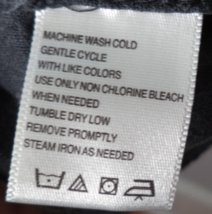 MACHINE WASH COLD
GENTLE CYCLE
WITH LIKE COLORS
USE ONLY NON CHLORINE BLEACH
WHEN NEEDED
TUMBLE DRY LOW
REMOVE PROMPTLY
STEAM IRON AS NEEDED